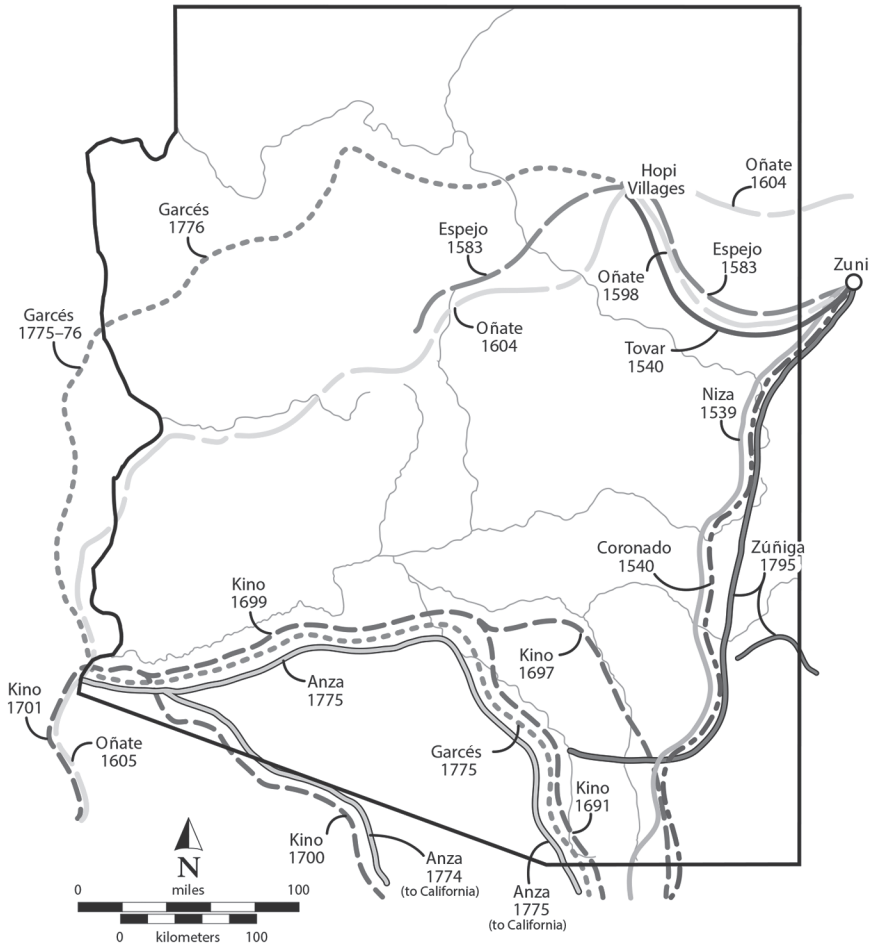 Hopi
Villages
Oñate
1604
Garcés
1776
Espejo
1583
Espejo
1583
Zuni
Oñate
1598
Garcés
1775–76
Oñate
1604
Tovar
1540
Niza
1539
Coronado
1540
Zúñiga
1795
Kino
1699
Kino
1697
Anza
1775
Kino
1701
Oñate
1605
Garcés
1775
Kino
1691
Kino
1700
Anza
1774
(to California)
Anza
1775
(to California)
N
0 miles 100
0 kilometers 100